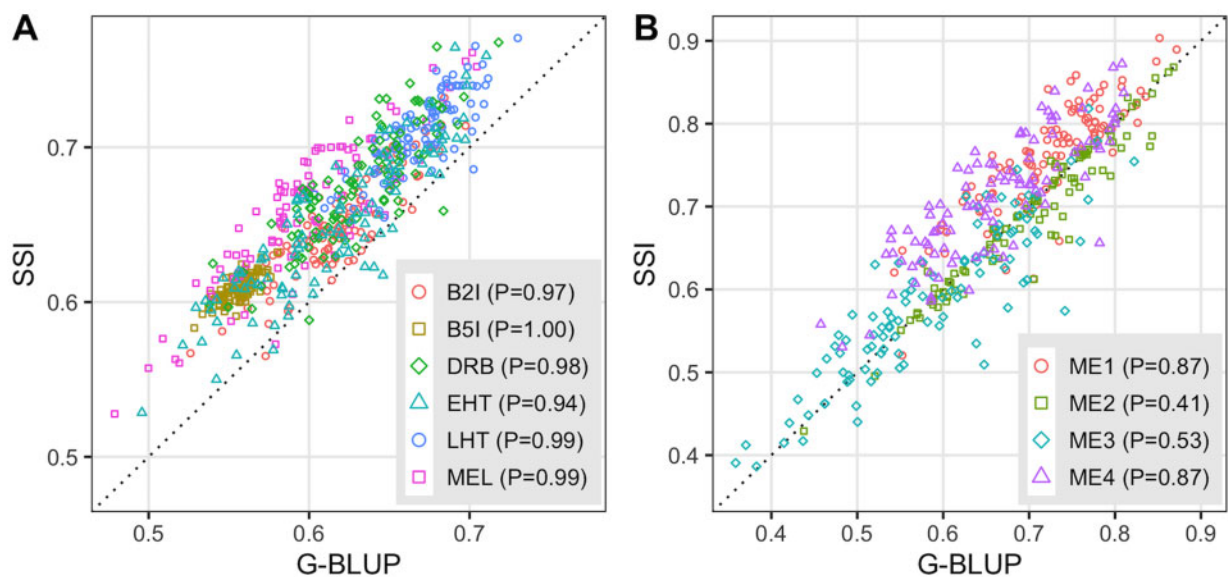 A
SSI
0.7
0.6
0.5
B2I (P=0.97)
B5I (P=1.00)
DRB (P=0.98)
EHT (P=0.94)
LHT (P=0.99)
MEL (P=0.99)
0.5 0.6 0.7
G-BLUP
B
SSI
0.9
0.8
0.7
0.6
0.5
0.4
ME1 (P=0.87)
ME2 (P=0.41)
ME3 (P=0.53)
ME4 (P=0.87)
0.4 0.5 0.6 0.7 0.8 0.9
G-BLUP